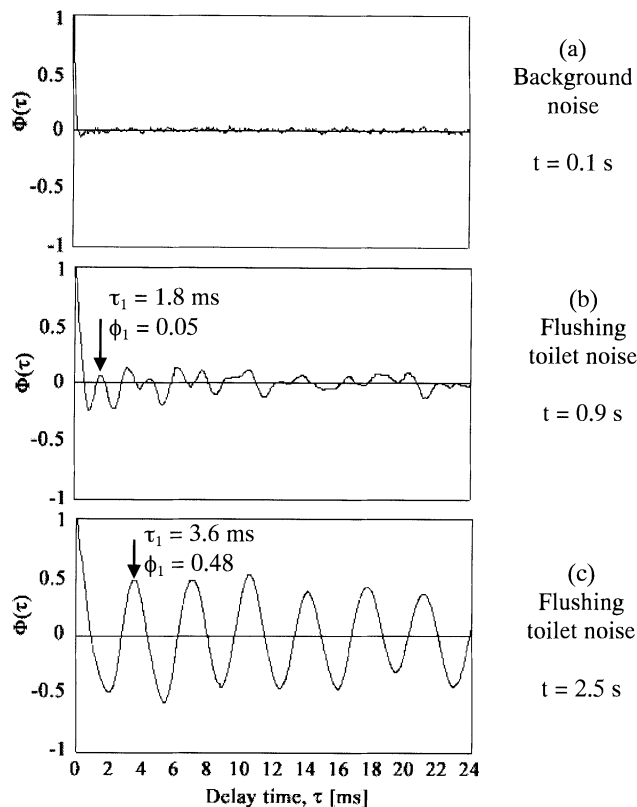 1
0.5
Φ(τ)
0
-0.5
-1
(a)
Background
noise
t = 0.1 s
1
τ₁ = 1.8 ms
ϕ₁ = 0.05
0.5
Φ(τ)
0
-0.5
-1
(b)
Flushing
toilet noise
t = 0.9 s
1
τ₁ = 3.6 ms
ϕ₁ = 0.48
0.5
Φ(τ)
0
-0.5
-1
(c)
Flushing
toilet noise
t = 2.5 s
0 2 4 6 8 10 12 14 16 18 20 22 24
Delay time, τ [ms]